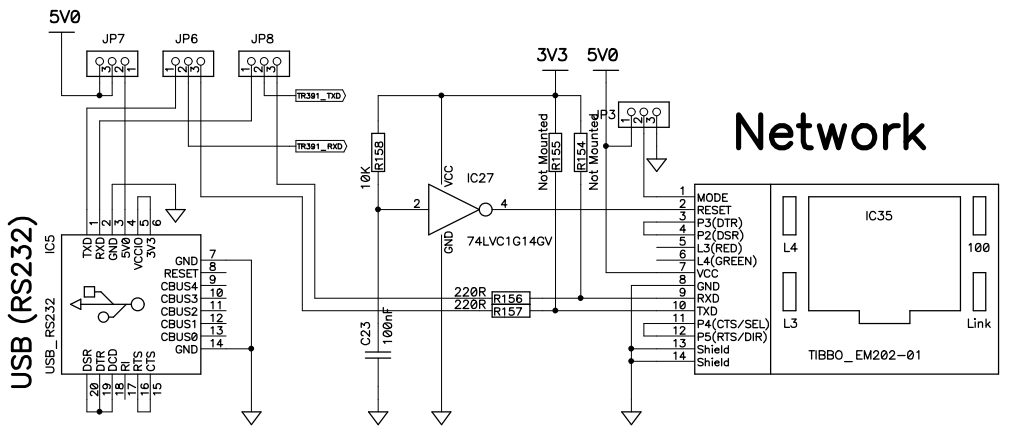 5V0
JP7
3 2 1
JP6
1 2 3
JP8
1 2 3
TR391_TXD
TR391_RXD
3V3
5V0
JP3
1 2 3
Network
R158
10K
Not Mounted
R155
Not Mounted
R154
VCC
IC27
2
4
GND
74LVC1G14GV
C23
100nF
220R
R156
220R
R157
USB (RS232)
IC5
USB_RS232
1 TXD
2 RXD
3 GND
4 5V0
5 VCCIO
6 3V3
GND 7
RESET 8
CBUS4 9
CBUS3 10
CBUS2 11
CBUS1 12
CBUS0 13
GND 14
DSR 20
DTR 19
DCD 18
RI 17
RTS 16
CTS 15
1 MODE
2 RESET
3 P3(DTR)
4 P2(DSR)
5 L3(RED)
6 L4(GREEN)
7 VCC
8 GND
9 RXD
10 TXD
11 P4(CTS/SEL)
12 P5(RTS/DIR)
13 Shield
14 Shield
L4
L3
IC35
100
Link
TIBBO_EM202-01